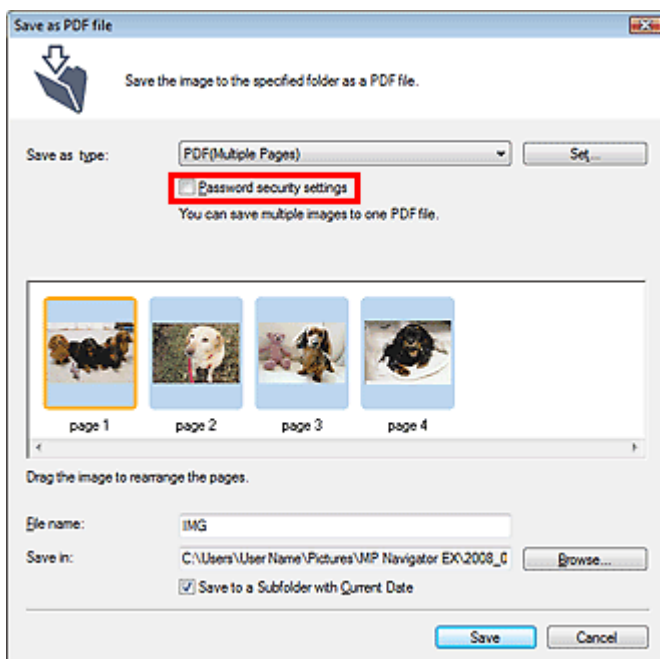 Save as PDF file
Save the image to the specified folder as a PDF file.
Save as type: PDF(Multiple Pages) Set...
Password security settings
You can save multiple images to one PDF file.
page 1 page 2 page 3 page 4
Drag the image to rearrange the pages.
File name: IMG
Save in: C:\Users\User Name\Pictures\MP Navigator EX\2008_0 Browse...
Save to a Subfolder with Current Date
Save Cancel